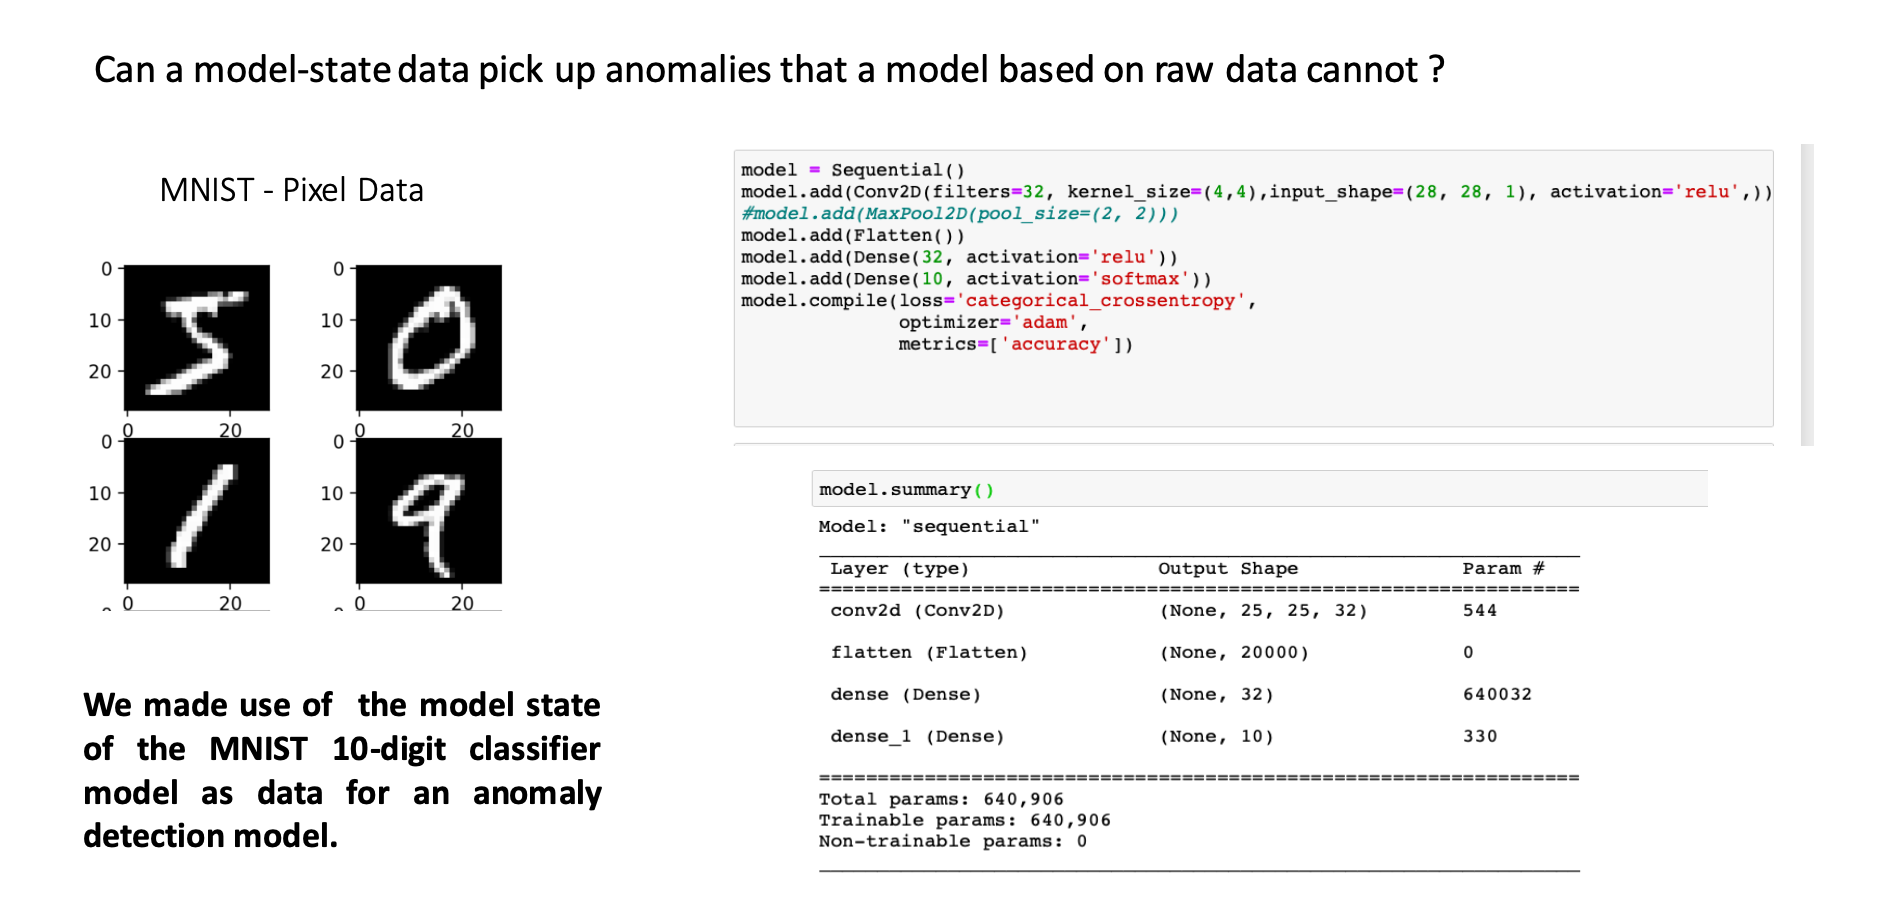 Can a model-state data pick up anomalies that a model based on raw data cannot ?
MNIST - Pixel Data
0
10
20
0
20
0
10
20
0
20
0
10
20
0
20
0
10
20
0
20
We made use of the model state
of the MNIST 10-digit classifier
model as data for an anomaly
detection model.
model = Sequential()
model.add(Conv2D(filters=32, kernel_size=(4,4),input_shape=(28, 28, 1), activation='relu',))
#model.add(MaxPool2D(pool_size=(2, 2)))
model.add(Flatten())
model.add(Dense(32, activation='relu'))
model.add(Dense(10, activation='softmax'))
model.compile(loss='categorical_crossentropy',
optimizer='adam',
metrics=['accuracy'])
model.summary()
Model: "sequential"
Layer (type) Output Shape Param #
=================================================================
conv2d (Conv2D) (None, 25, 25, 32) 544
flatten (Flatten) (None, 20000) 0
dense (Dense) (None, 32) 640032
dense_1 (Dense) (None, 10) 330
=================================================================
Total params: 640,906
Trainable params: 640,906
Non-trainable params: 0